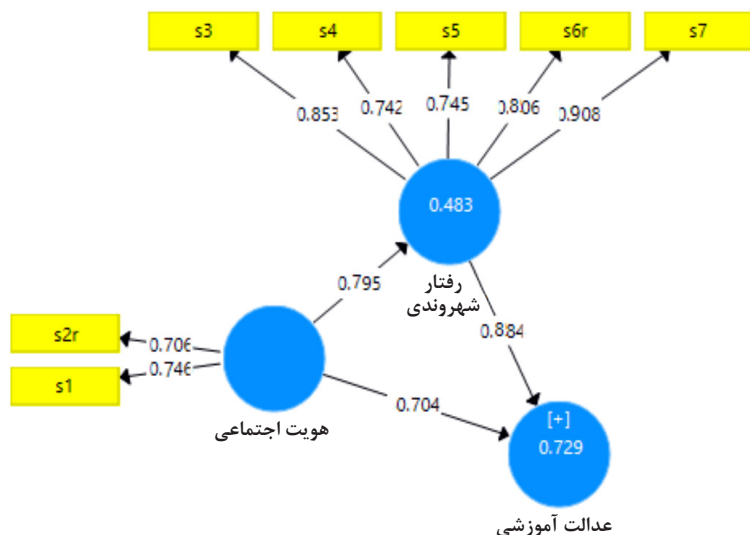 s3 s4 s5 s6r s7
0.853 0.742 0.745 0.806 0.908
0.483
رفتار
شهروندی
0.795
0.884
s2r 0.706
s1 0.746
0.704
هویت اجتماعی
[+]
0.729
عدالت آموزشی